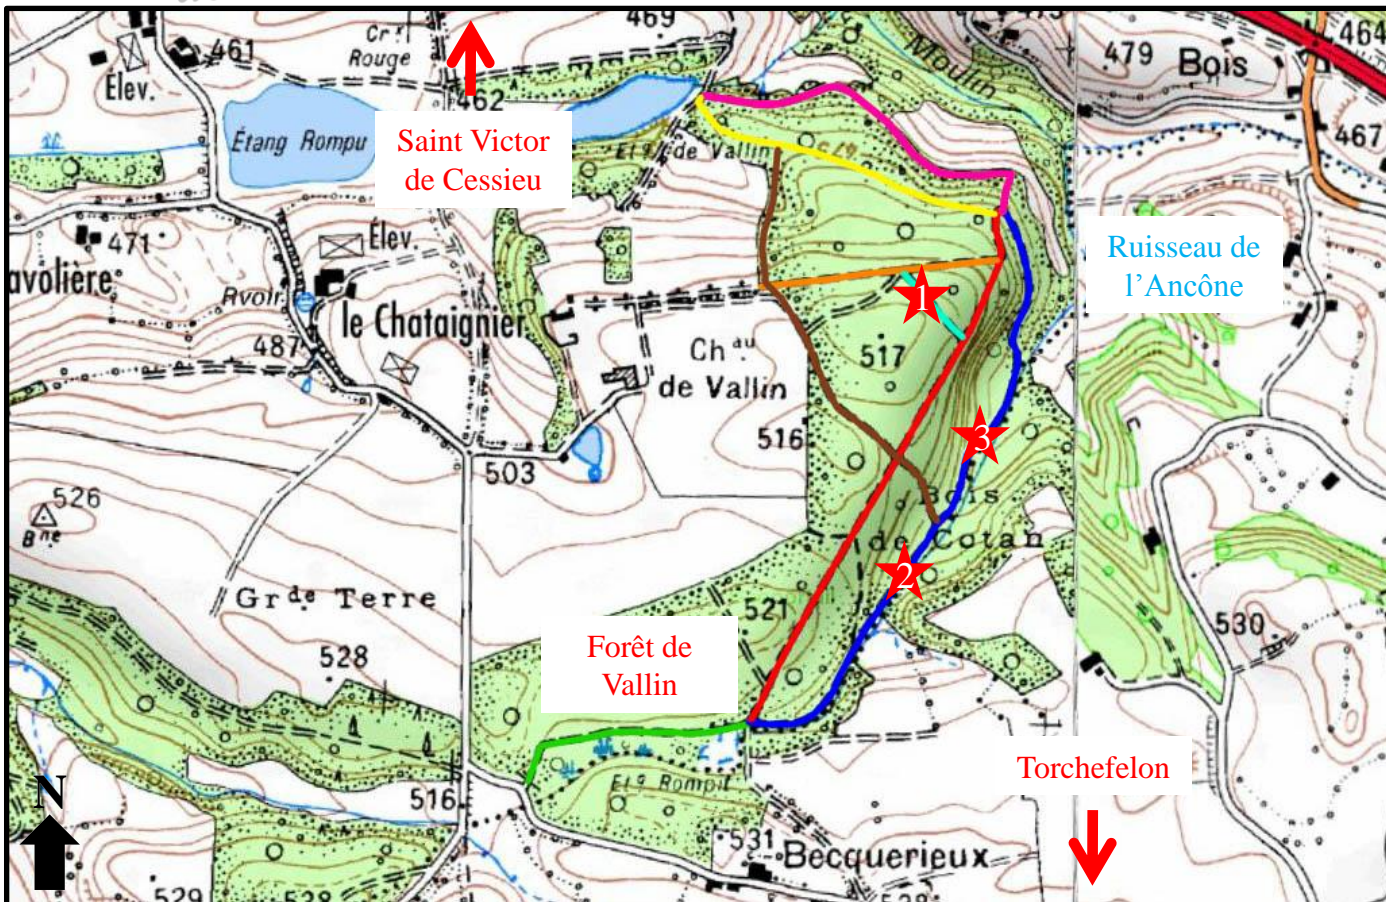 469
464
Cr.x
Rouge
461
Élev.
462
479
Bois
Moulin
467
Étang Rompu
Saint Victor
de Cessieu
Et.g de Vallin
471
Élev.
Ruisseau de
l'Ancône
avolière
Rvoir
le Chataignier
1
487
Ch.au
de Vallin
517
516
3
503
526
B.ne
Bois
de Cotan
2
Gr.de Terre
521
530
528
Forêt de
Vallin
Torchefelon
N
516
Et.g Rompit
531
Becquerieux
529
528
528